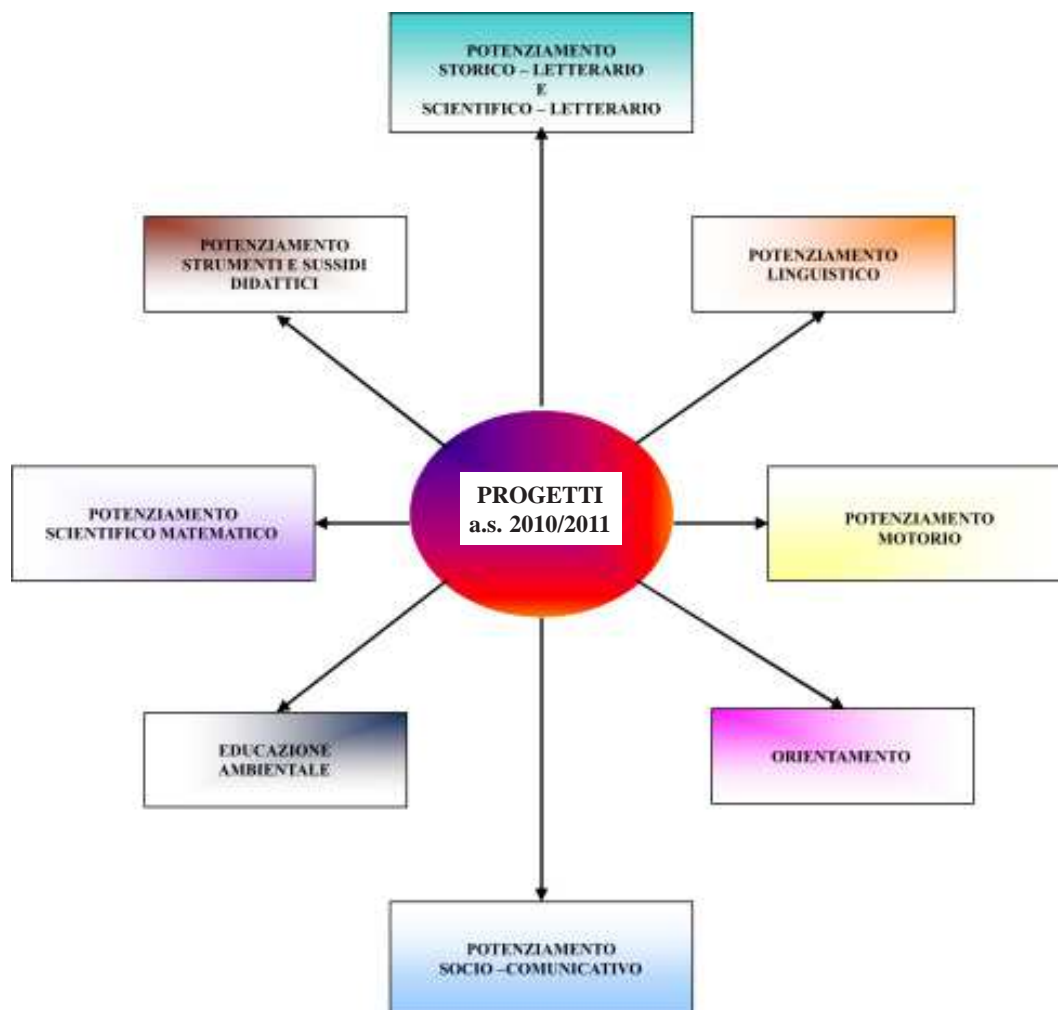 POTENZIAMENTO
STORICO – LETTERARIO
E
SCIENTIFICO – LETTERARIO
POTENZIAMENTO
STRUMENTI E SUSSIDI
DIDATTICI
POTENZIAMENTO
LINGUISTICO
PROGETTI
a.s. 2010/2011
POTENZIAMENTO
SCIENTIFICO MATEMATICO
POTENZIAMENTO
MOTORIO
EDUCAZIONE
AMBIENTALE
ORIENTAMENTO
POTENZIAMENTO
SOCIO –COMUNICATIVO